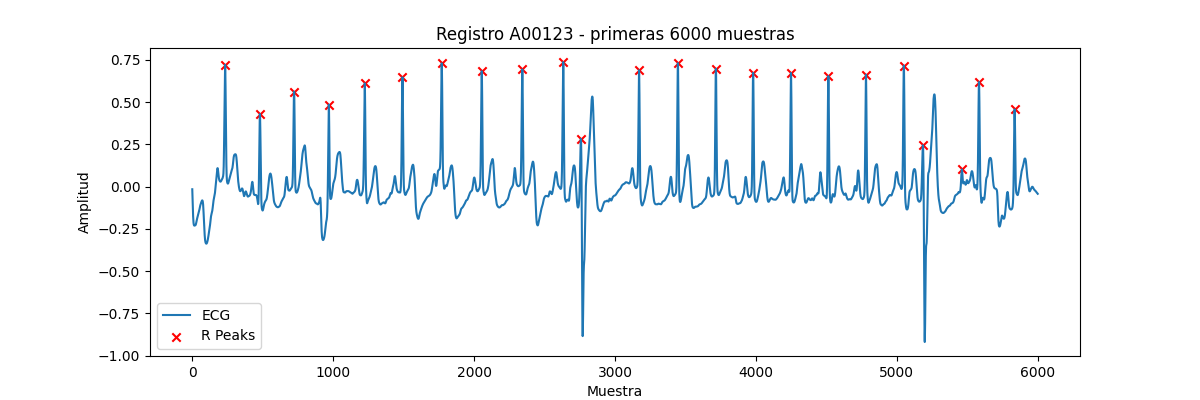 Registro A00123 - primeras 6000 muestras
Amplitud
0.75
0.50
0.25
0.00
−0.25
−0.50
−0.75
−1.00
ECG
R Peaks
0 1000 2000 3000 4000 5000 6000
Muestra